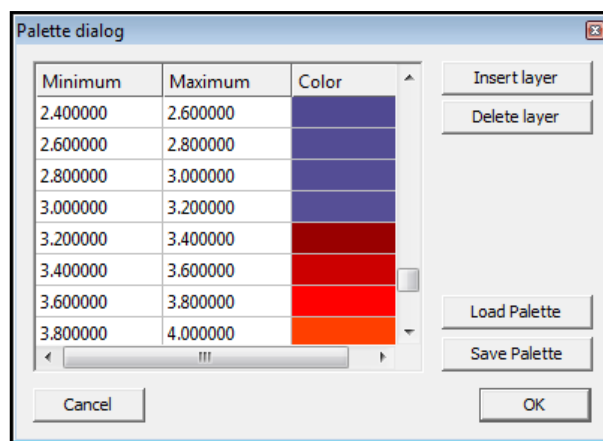 Palette dialog
Minimum Maximum Color
2.400000 2.600000
2.600000 2.800000
2.800000 3.000000
3.000000 3.200000
3.200000 3.400000
3.400000 3.600000
3.600000 3.800000
3.800000 4.000000
Insert layer
Delete layer
Load Palette
Save Palette
Cancel
OK